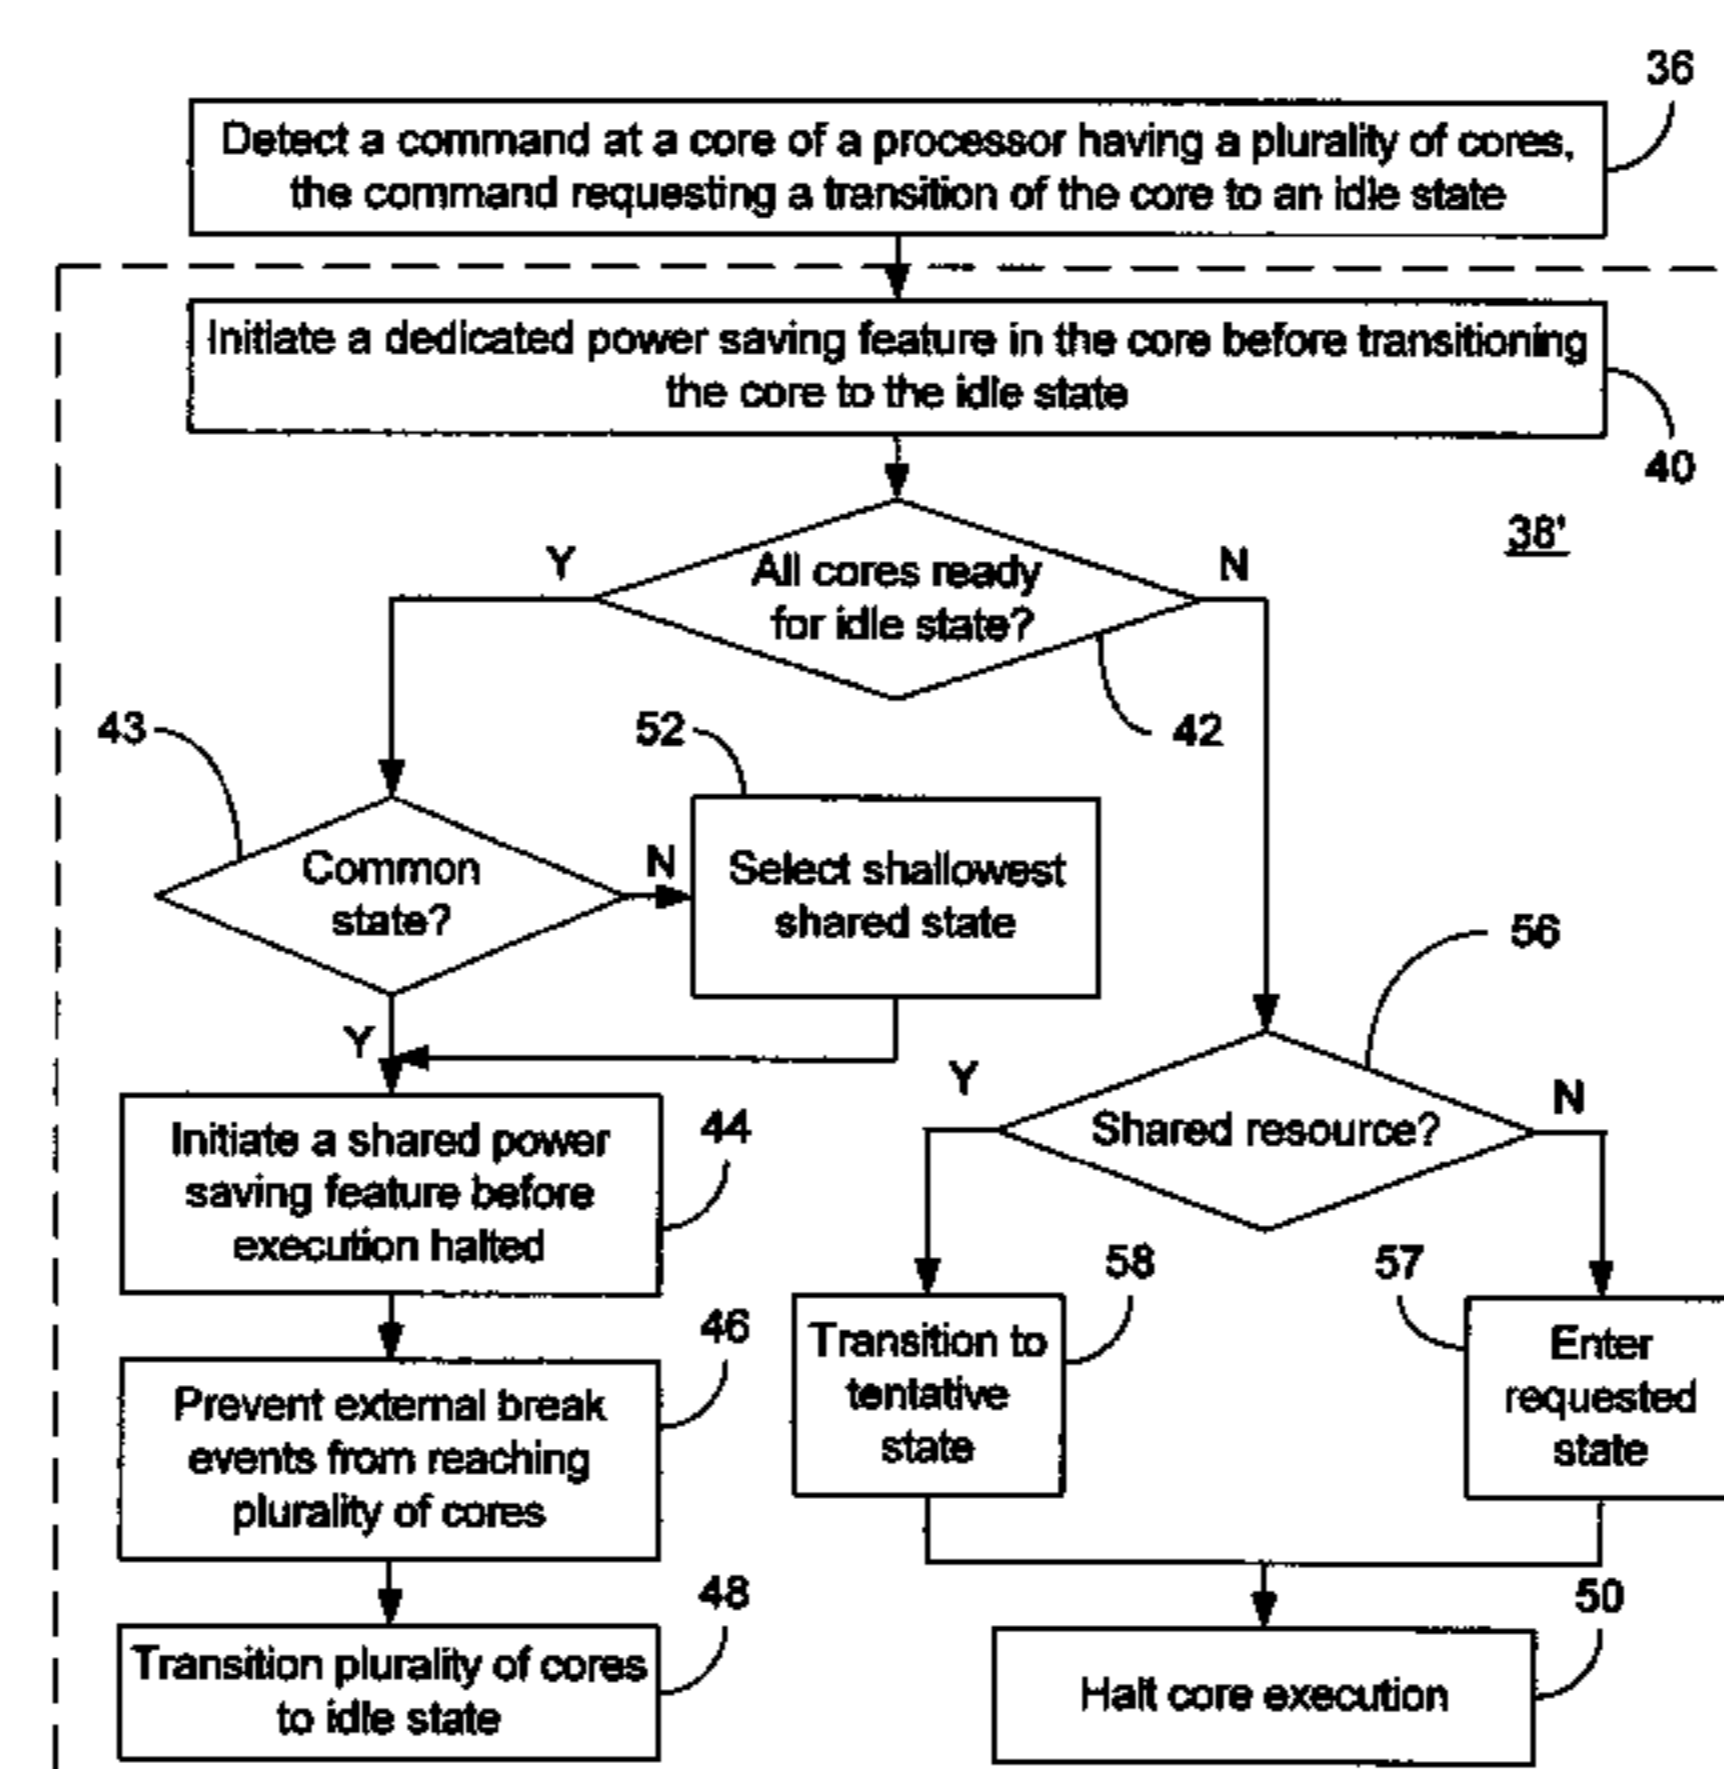 36
Detect a command at a core of a processor having a plurality of cores,
the command requesting a transition of the core to an idle state
Initiate a dedicated power saving feature in the core before transitioning
the core to the idle state
40
38'
Y
All cores ready
for idle state?
N
42
43
52
Common
state?
N
Select shallowest
shared state
56
Y
Y
Shared resource?
N
Initiate a shared power
saving feature before
execution halted
44
58
57
Transition to
tentative
state
Enter
requested
state
46
Prevent external break
events from reaching
plurality of cores
48
50
Transition plurality of cores
to idle state
Halt core execution